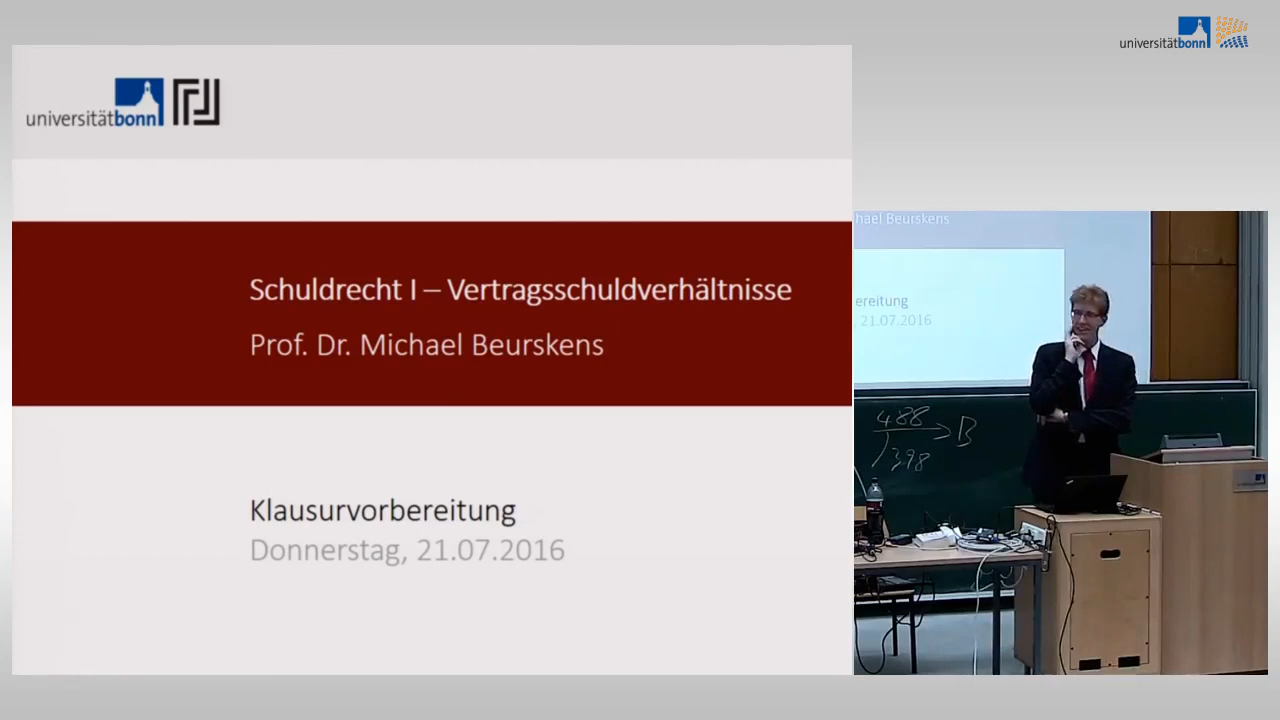 universitätbonn
universitätbonn
Schuldrecht I – Vertragsschuldverhältnisse
Prof. Dr. Michael Beurskens
Klausurvorbereitung
Donnerstag, 21.07.2016
hael Beurskens
ereitung
, 21.07.2016
488
B
398